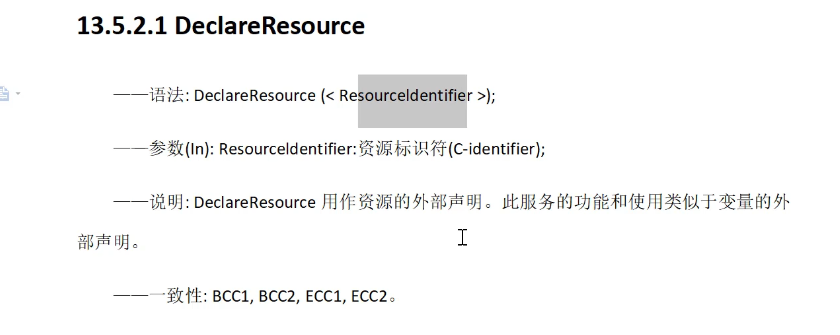 13.5.2.1 DeclareResource
——语法: DeclareResource (< ResourceIdentifier >);
——参数(In): ResourceIdentifier:资源标识符(C-identifier);
——说明: DeclareResource 用作资源的外部声明。此服务的功能和使用类似于变量的外
部声明。
——一致性: BCC1, BCC2, ECC1, ECC2。